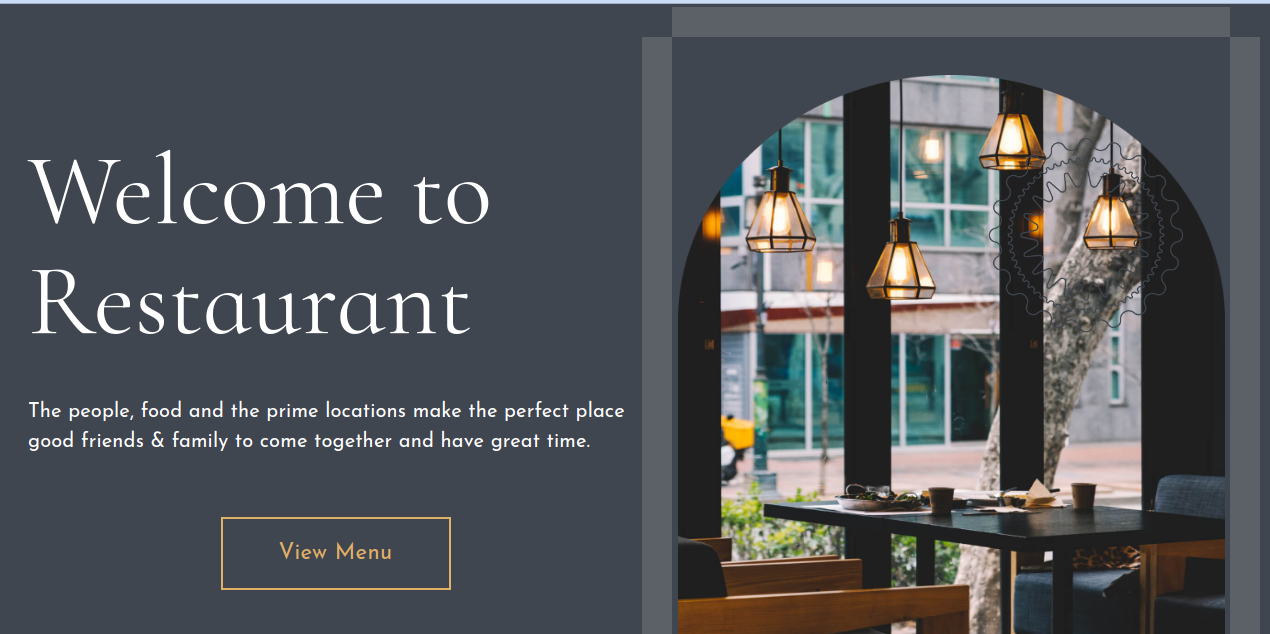 Welcome to
Restaurant
The people, food and the prime locations make the perfect place
good friends & family to come together and have great time.
View Menu